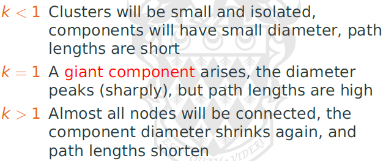 k < 1 Clusters will be small and isolated,
components will have small diameter, path
lengths are short
k = 1 A giant component arises, the diameter
peaks (sharply), but path lengths are high
k > 1 Almost all nodes will be connected, the
component diameter shrinks again, and
path lengths shorten